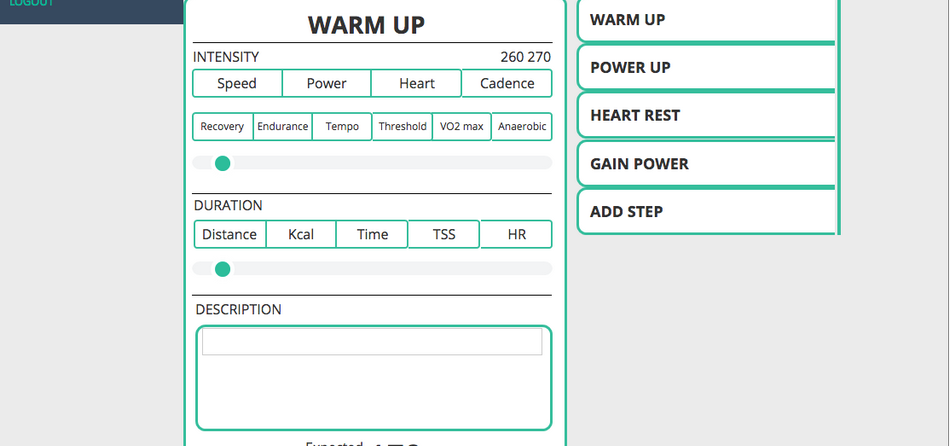 LOGOUT
WARM UP
INTENSITY 260 270
Speed Power Heart Cadence
Recovery Endurance Tempo Threshold VO2 max Anaerobic
DURATION
Distance Kcal Time TSS HR
DESCRIPTION
Expected
WARM UP
POWER UP
HEART REST
GAIN POWER
ADD STEP